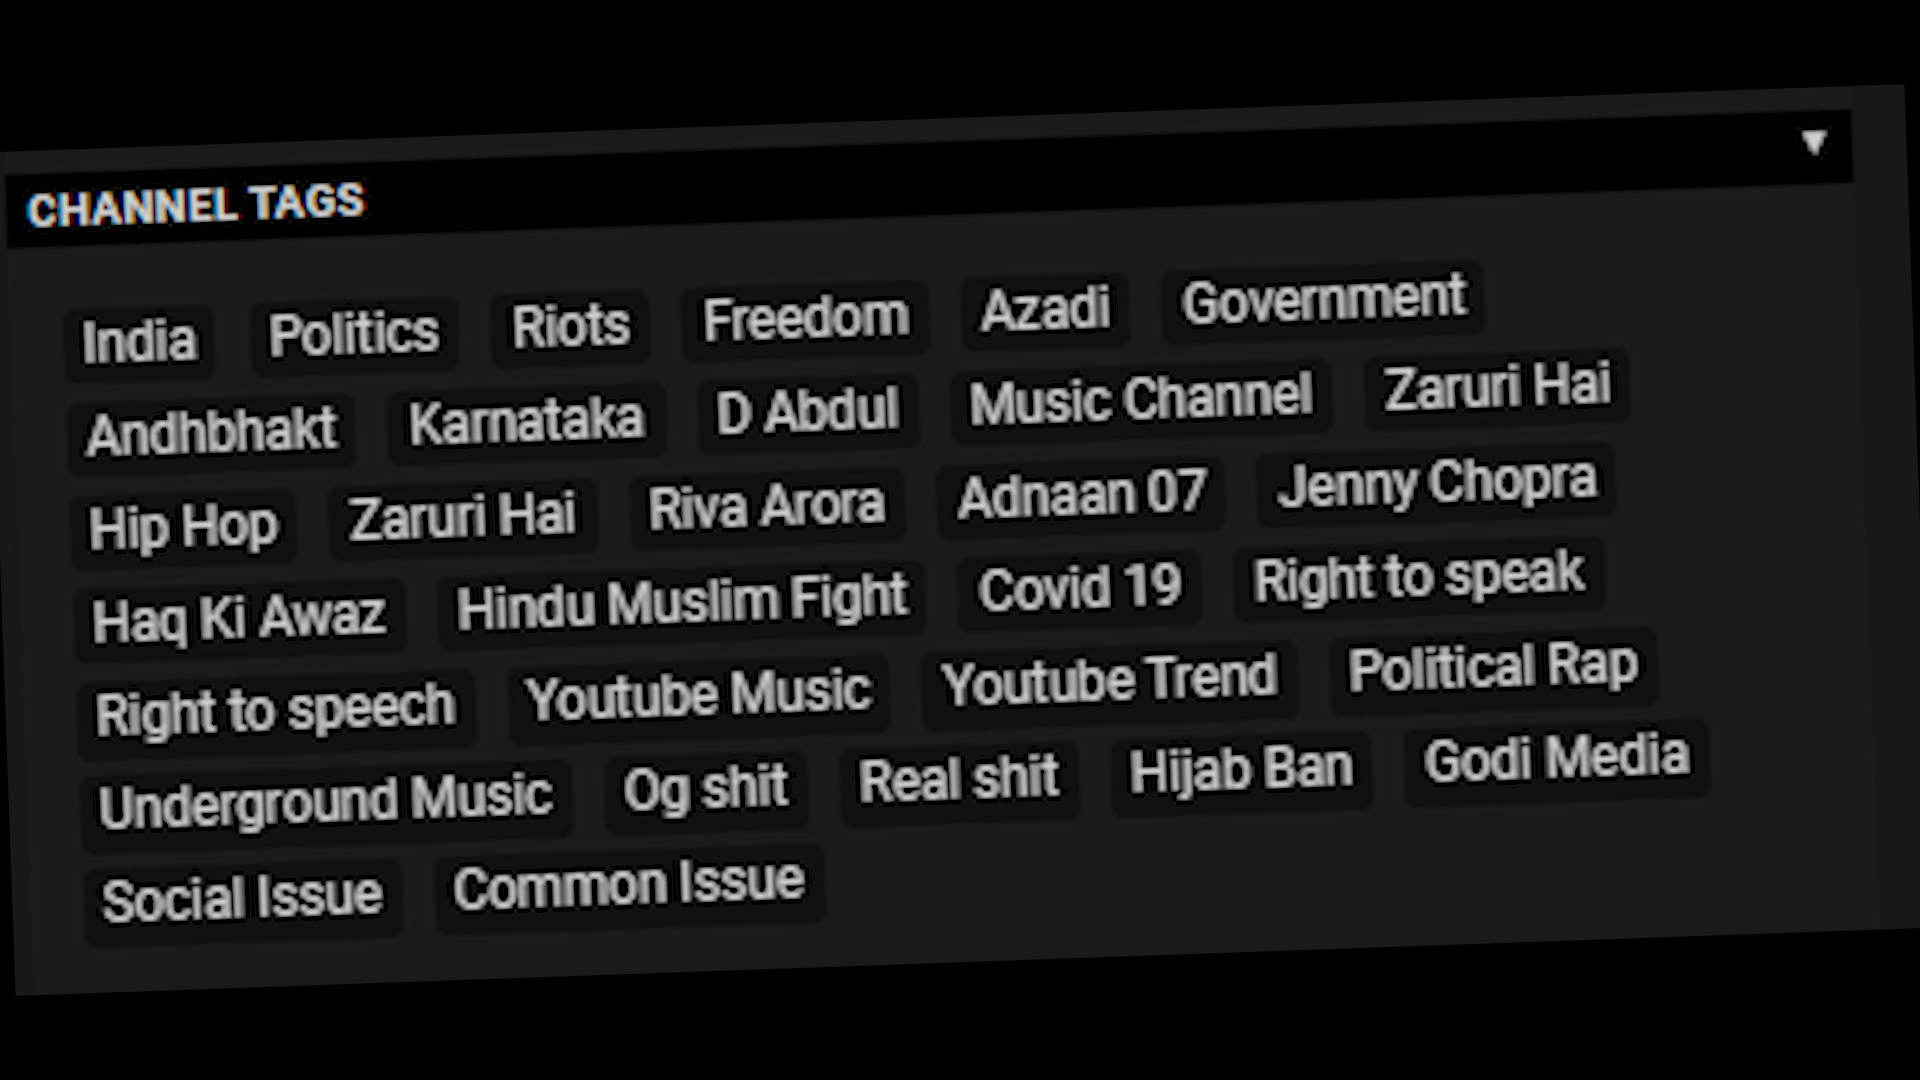 CHANNEL TAGS
India Politics Riots Freedom Azadi Government
Andhbhakt Karnataka D Abdul Music Channel Zaruri Hai
Hip Hop Zaruri Hai Riva Arora Adnaan 07 Jenny Chopra
Haq Ki Awaz Hindu Muslim Fight Covid 19 Right to speak
Right to speech Youtube Music Youtube Trend Political Rap
Underground Music Og shit Real shit Hijab Ban Godi Media
Social Issue Common Issue